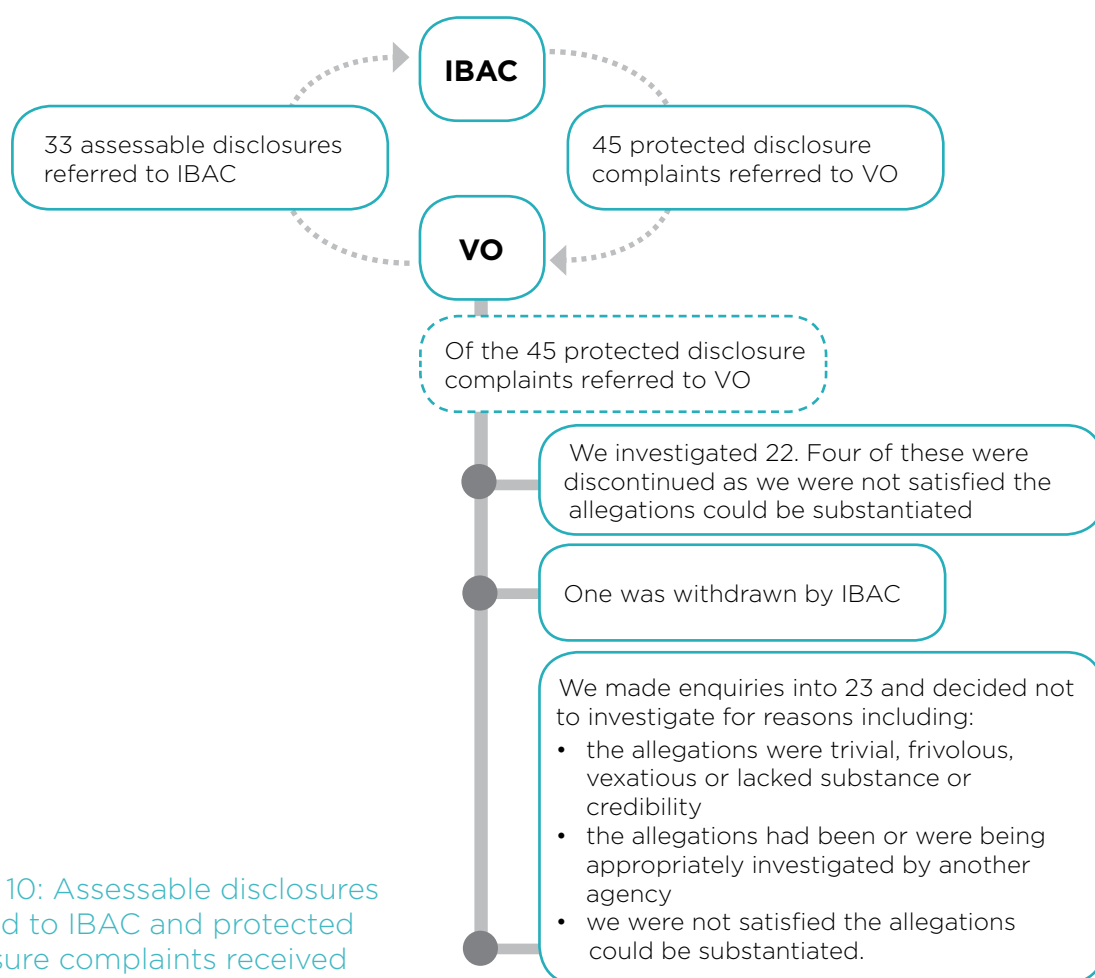 IBAC
33 assessable disclosures
referred to IBAC
45 protected disclosure
complaints referred to VO
VO
Of the 45 protected disclosure
complaints referred to VO
We investigated 22. Four of these were
discontinued as we were not satisfied the
allegations could be substantiated
One was withdrawn by IBAC
We made enquiries into 23 and decided not
to investigate for reasons including:
• the allegations were trivial, frivolous,
vexatious or lacked substance or
credibility
• the allegations had been or were being
appropriately investigated by another
agency
• we were not satisfied the allegations
could be substantiated.
10: Assessable disclosures
d to IBAC and protected
sure complaints received